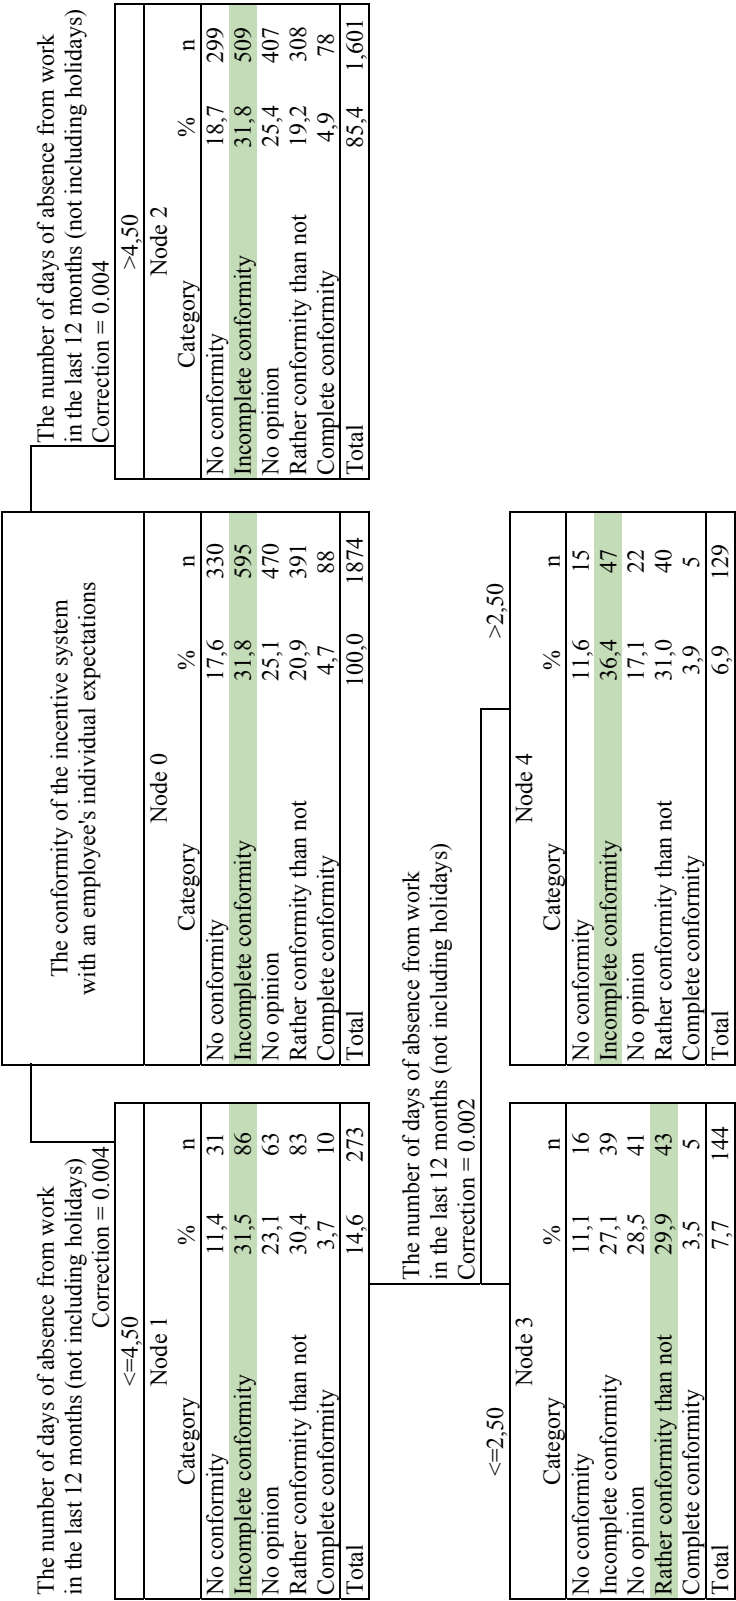 The conformity of the incentive system
with an employee's individual expectations
Node 0
Category % n
No conformity 17,6 330
Incomplete conformity 31,8 595
No opinion 25,1 470
Rather conformity than not 20,9 391
Complete conformity 4,7 88
Total 100,0 1874
The number of days of absence from work
in the last 12 months (not including holidays)
Correction = 0.004
<=4,50
Node 1
Category % n
No conformity 11,4 31
Incomplete conformity 31,5 86
No opinion 23,1 63
Rather conformity than not 30,4 83
Complete conformity 3,7 10
Total 14,6 273
The number of days of absence from work
in the last 12 months (not including holidays)
Correction = 0.004
>4,50
Node 2
Category % n
No conformity 18,7 299
Incomplete conformity 31,8 509
No opinion 25,4 407
Rather conformity than not 19,2 308
Complete conformity 4,9 78
Total 85,4 1,601
The number of days of absence from work
in the last 12 months (not including holidays)
Correction = 0.002
<=2,50
Node 3
Category % n
No conformity 11,1 16
Incomplete conformity 27,1 39
No opinion 28,5 41
Rather conformity than not 29,9 43
Complete conformity 3,5 5
Total 7,7 144
>2,50
Node 4
Category % n
No conformity 11,6 15
Incomplete conformity 36,4 47
No opinion 17,1 22
Rather conformity than not 31,0 40
Complete conformity 3,9 5
Total 6,9 129